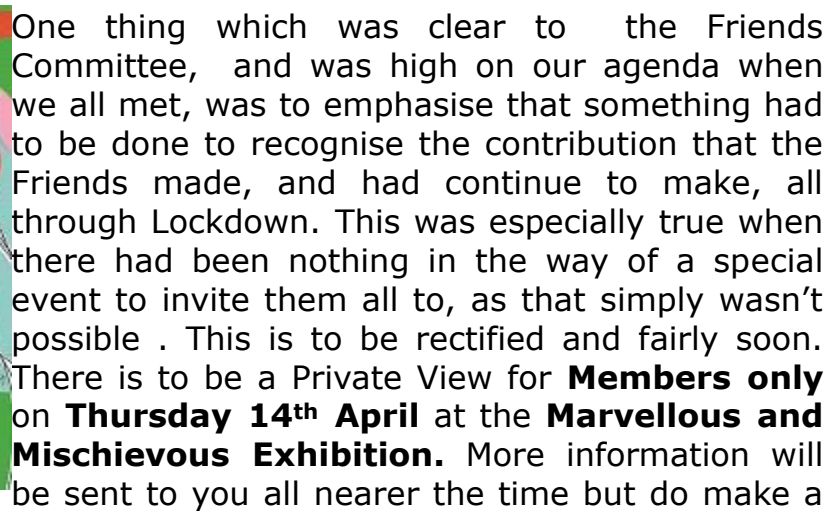 One thing which was clear to the Friends
Committee, and was high on our agenda when
we all met, was to emphasise that something had
to be done to recognise the contribution that the
Friends made, and had continue to make, all
through Lockdown. This was especially true when
there had been nothing in the way of a special
event to invite them all to, as that simply wasn’t
possible . This is to be rectified and fairly soon.
There is to be a Private View for Members only
on Thursday 14th April at the Marvellous and
Mischievous Exhibition. More information will
be sent to you all nearer the time but do make a